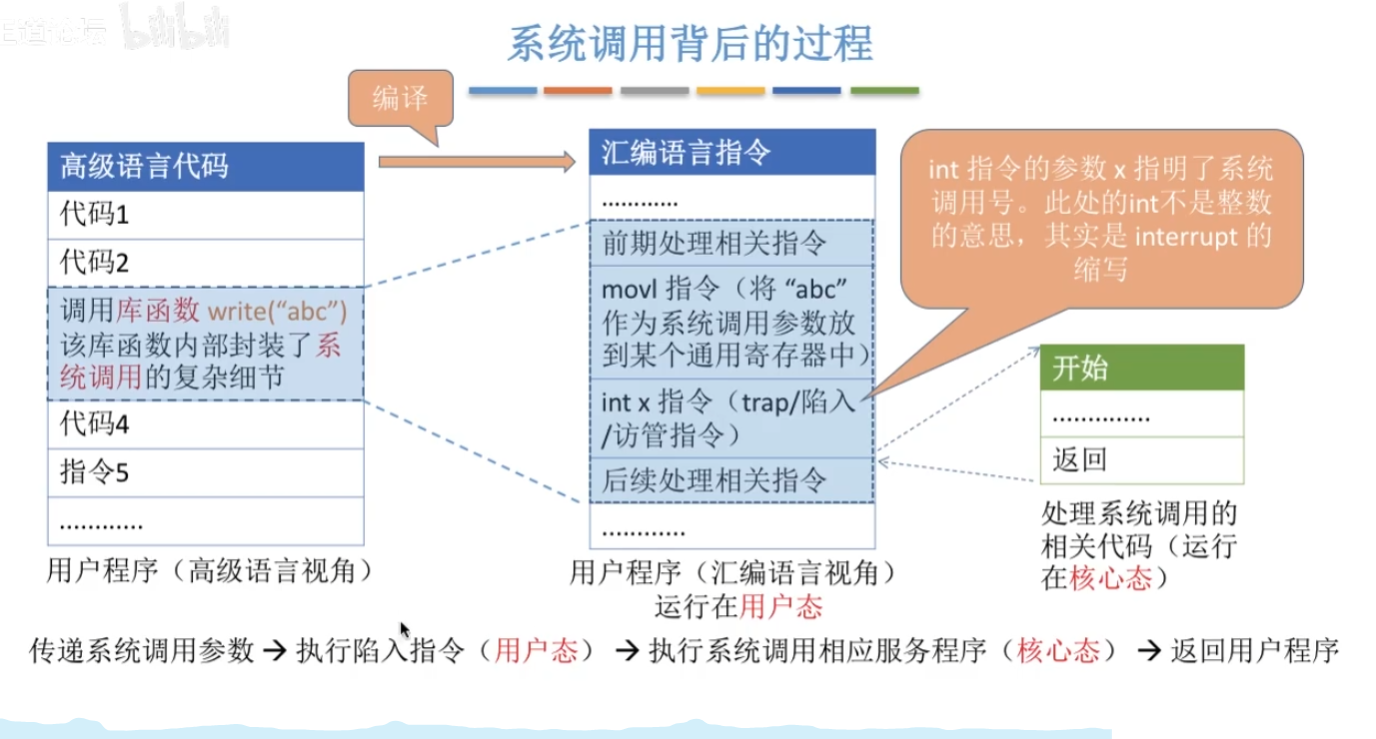 bilibili
系统调用背后的过程
编译
高级语言代码
代码1
代码2
调用库函数 write(“abc”)
该库函数内部封装了系
统调用的复杂细节
代码4
指令5
…………
用户程序（高级语言视角）
汇编语言指令
…………
前期处理相关指令
movl 指令（将 “abc”
作为系统调用参数放
到某个通用寄存器中）
int x 指令（trap/陷入
/访管指令）
后续处理相关指令
…………
用户程序（汇编语言视角）
运行在用户态
int 指令的参数 x 指明了系统
调用号。此处的int不是整数
的意思，其实是 interrupt 的
缩写
开始
…………..
返回
处理系统调用的
相关代码（运行
在核心态）
传递系统调用参数 → 执行陷入指令（用户态） → 执行系统调用相应服务程序（核心态） → 返回用户程序